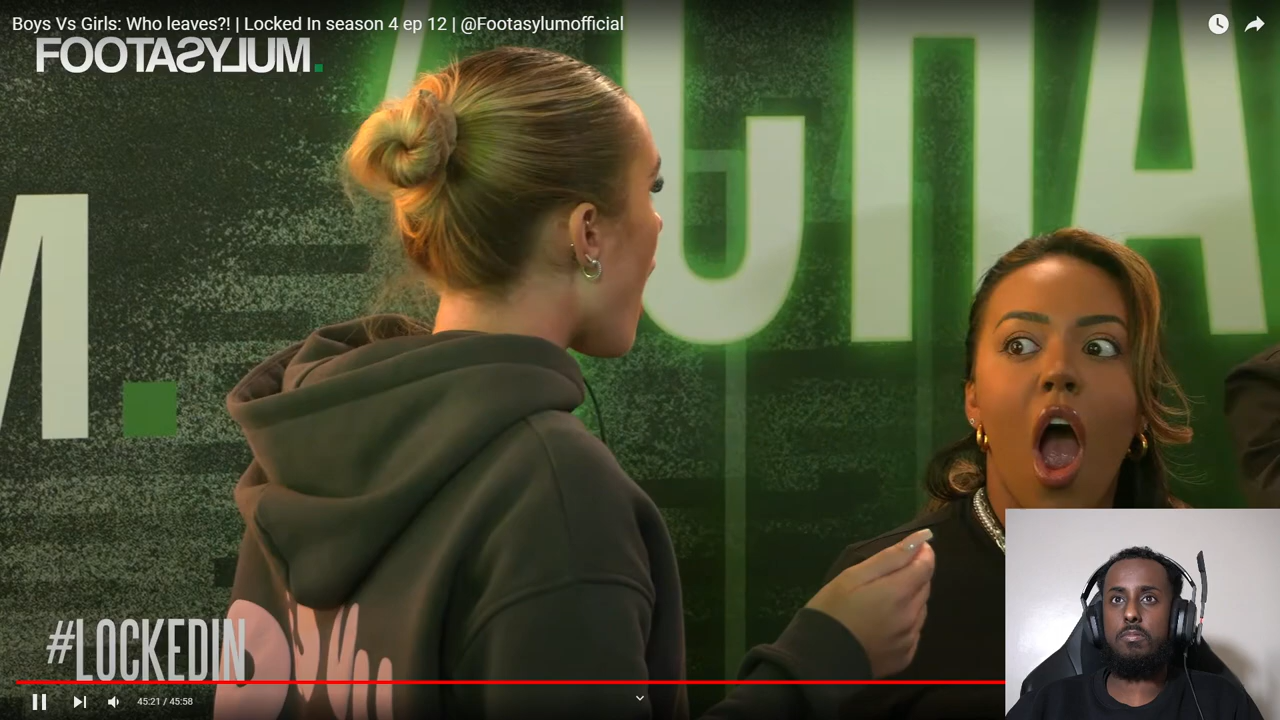 Boys Vs Girls: Who leaves?! | Locked In season 4 ep 12 | @Footasylumofficial
FOOTASYLUM.
#LOCKEDIN
45:21 / 45:58